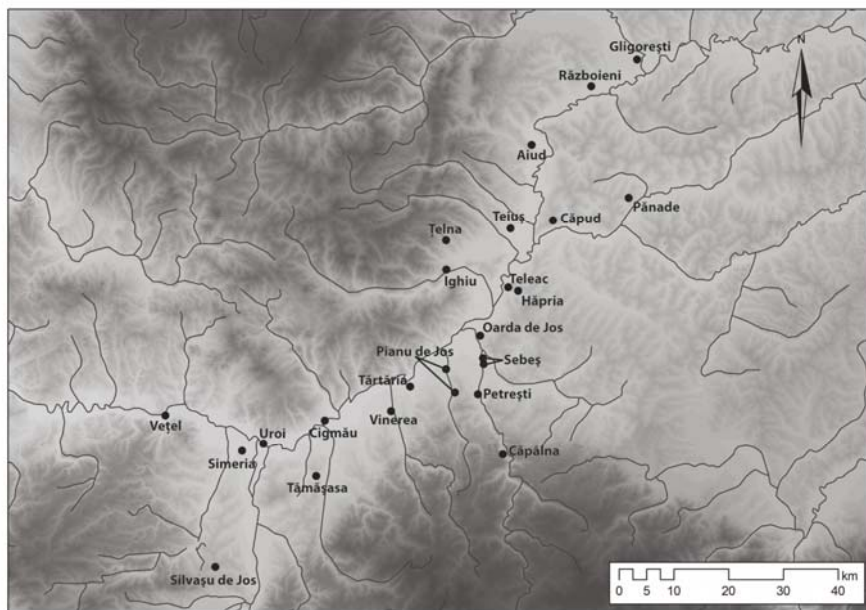 Gligorești
N
Războieni
Aiud
Pănade
Căpud
Teiuș
Țelna
Ighiu
Teleac
Hăpria
Oarda de Jos
Pianu de Jos
Sebeș
Tărtăria
Petrești
Vinerea
Vețel
Cigmău
Uroi
Simeria
Căpâlna
Tămășasa
Silvașu de Jos
km
0 5 10 20 30 40